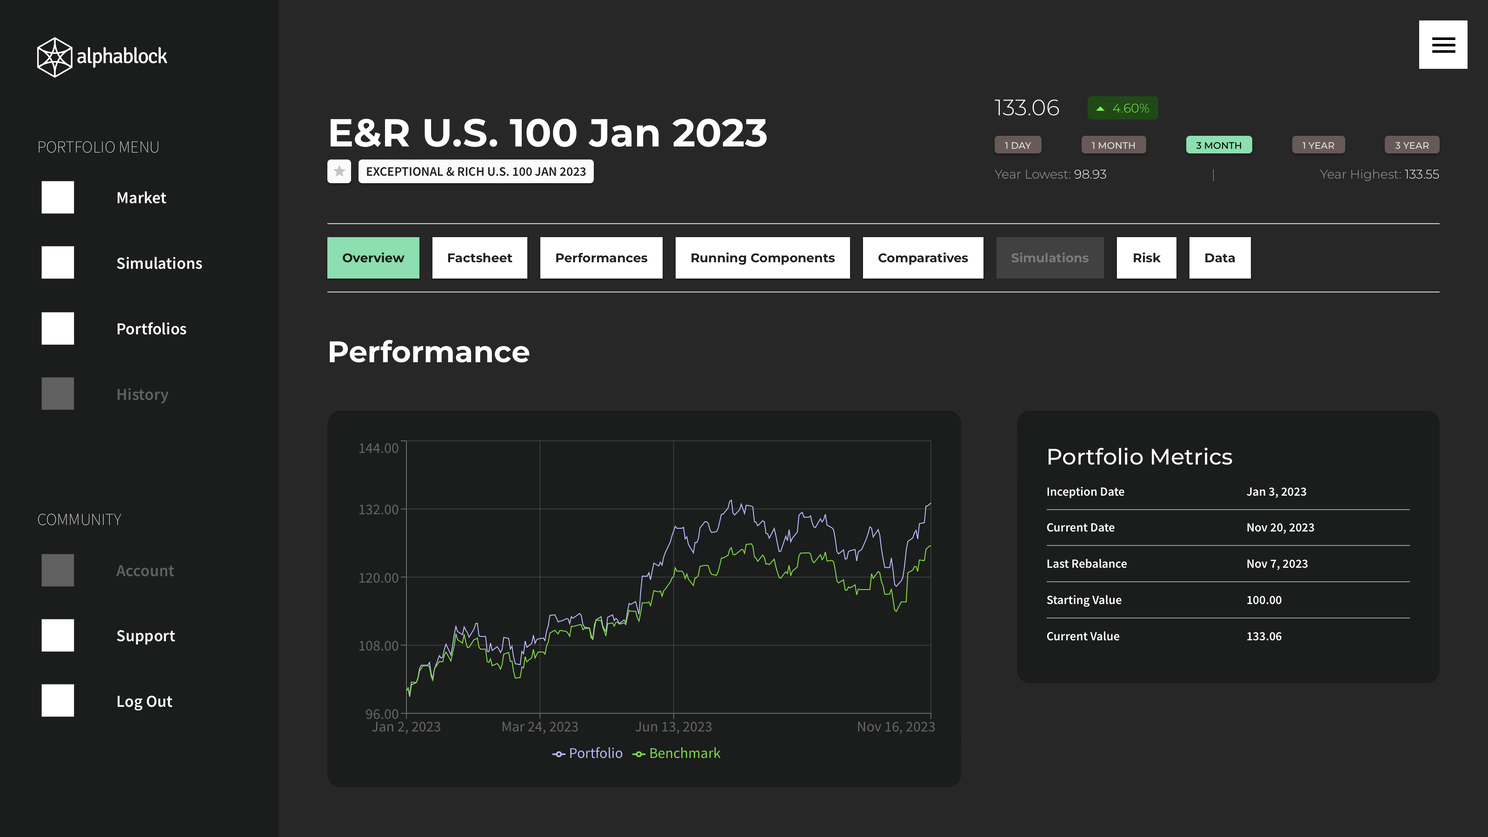 alphablock
PORTFOLIO MENU
Market
Simulations
Portfolios
History
COMMUNITY
Account
Support
Log Out
E&R U.S. 100 Jan 2023
EXCEPTIONAL & RICH U.S. 100 JAN 2023
133.06 4.60%
1 DAY 1 MONTH 3 MONTH 1 YEAR 3 YEAR
Year Lowest: 98.93 | Year Highest: 133.55
Overview Factsheet Performances Running Components Comparatives Simulations Risk Data
Performance
144.00
132.00
120.00
108.00
96.00
Jan 2, 2023 Mar 24, 2023 Jun 13, 2023 Nov 16, 2023
Portfolio Benchmark
Portfolio Metrics
Inception Date Jan 3, 2023
Current Date Nov 20, 2023
Last Rebalance Nov 7, 2023
Starting Value 100.00
Current Value 133.06